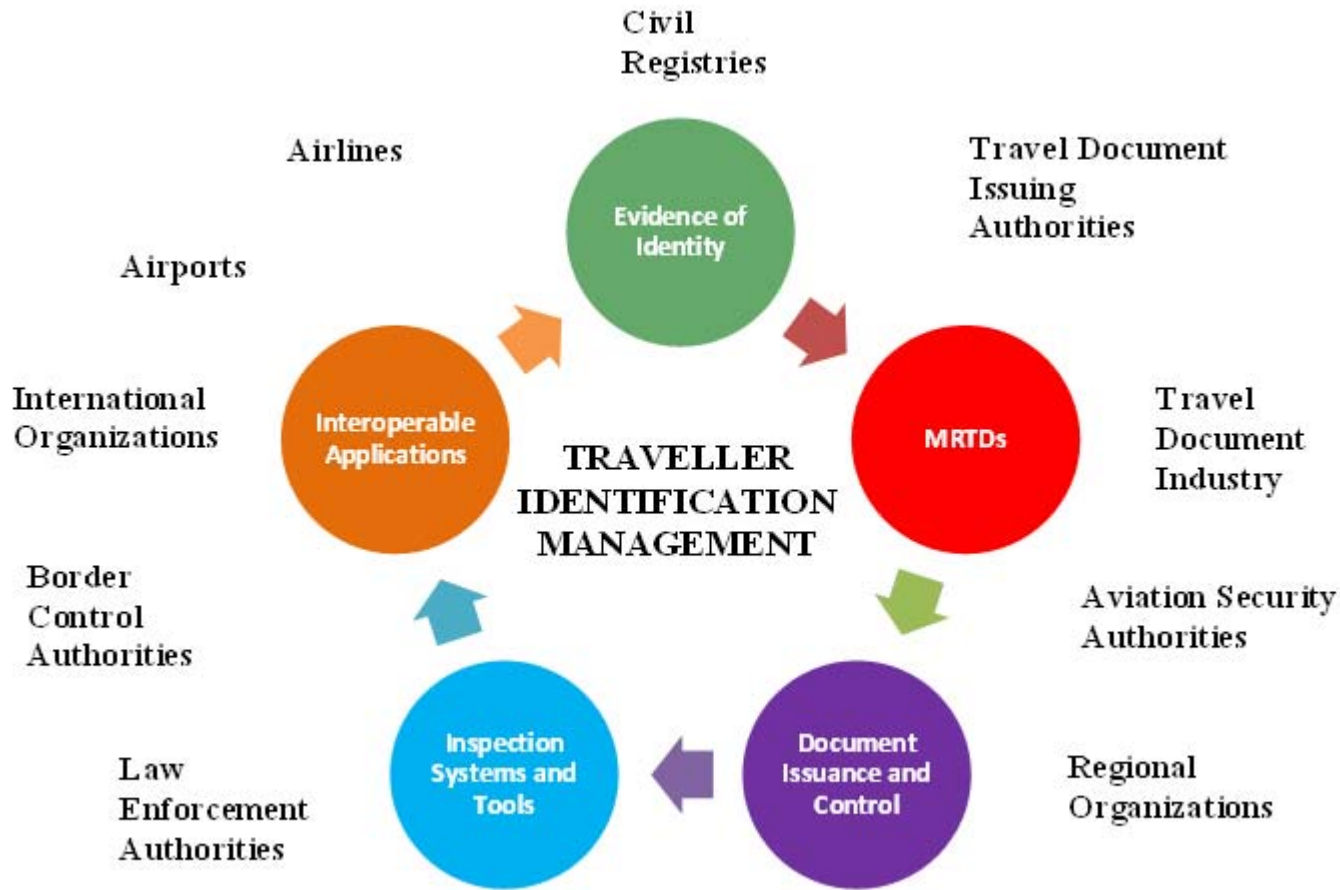 Civil
Registries
Airlines
Travel Document
Issuing
Authorities
Evidence of
Identity
Airports
International
Organizations
Interoperable
Applications
TRAVELLER
IDENTIFICATION
MANAGEMENT
MRTDs
Travel
Document
Industry
Border
Control
Authorities
Aviation Security
Authorities
Inspection
Systems and
Tools
Document
Issuance and
Control
Law
Enforcement
Authorities
Regional
Organizations